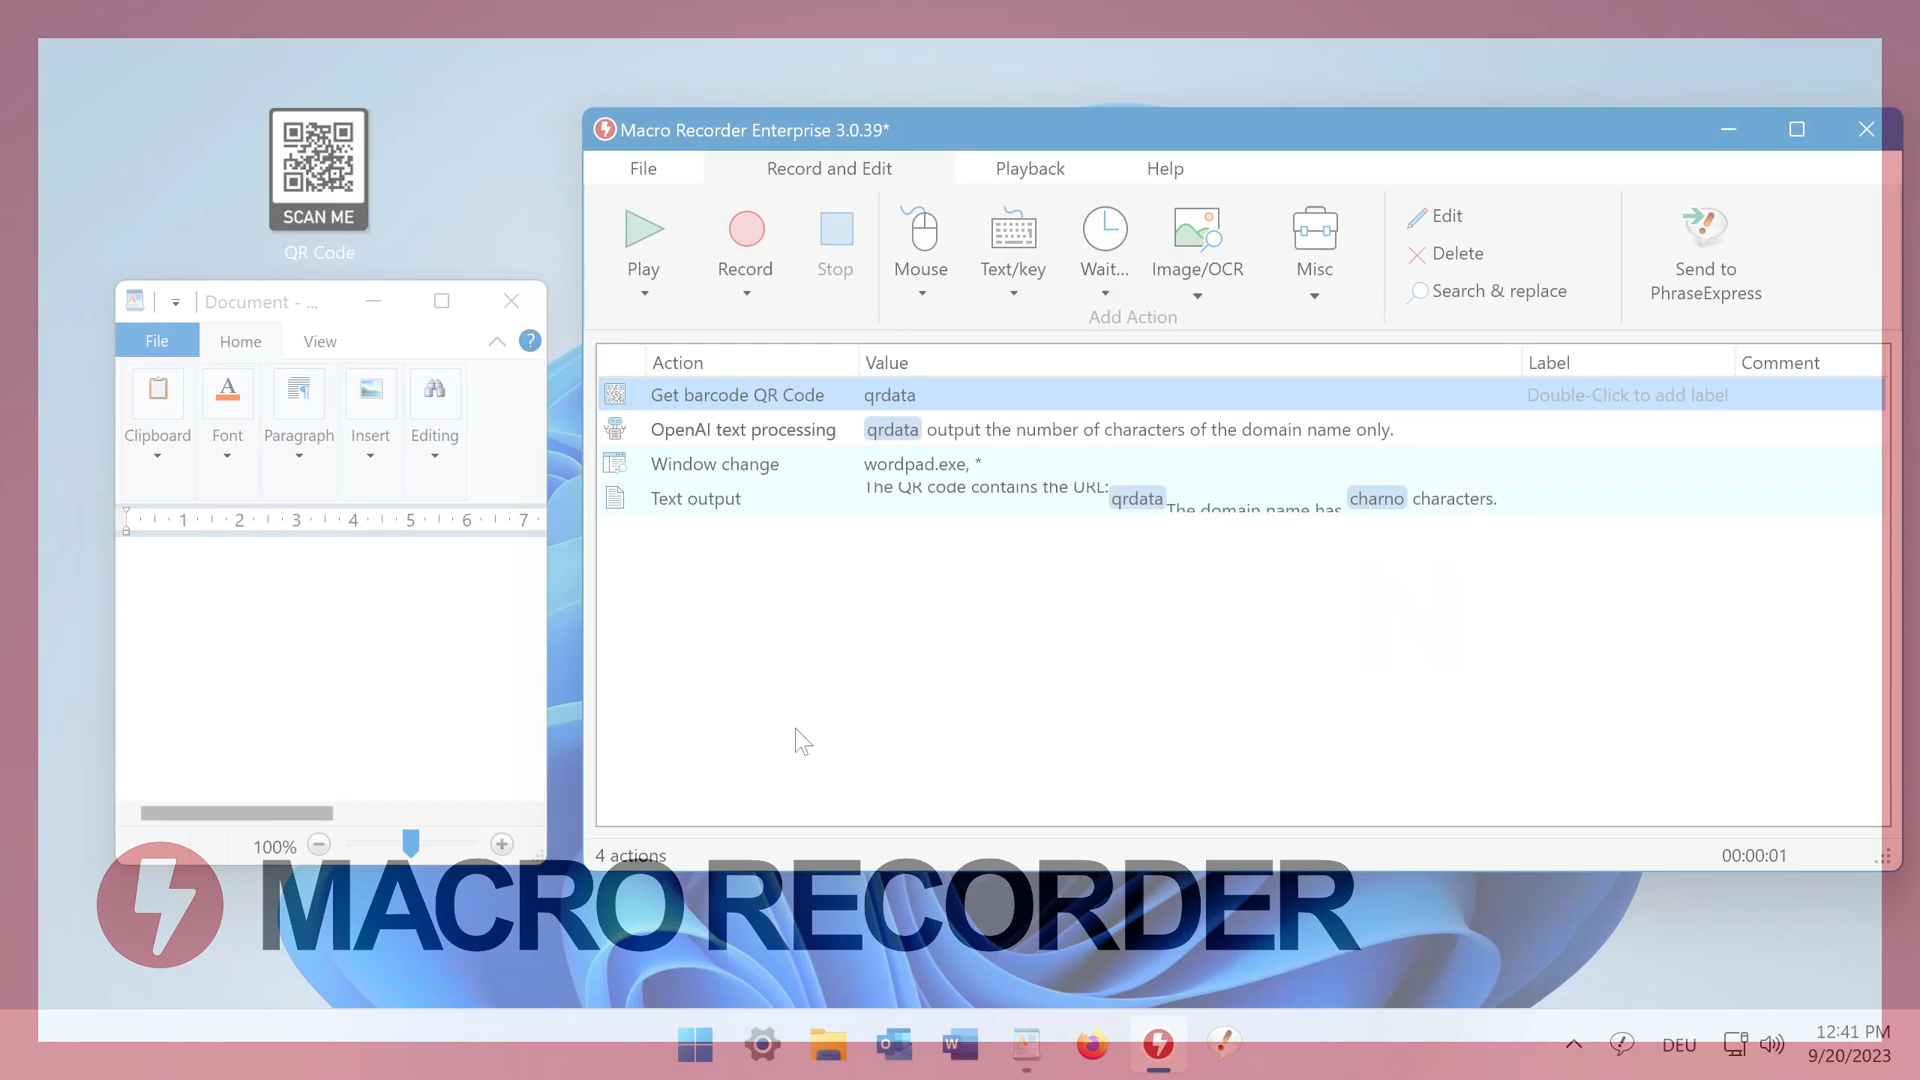 SCAN ME
QR Code
Document - ...
File
Home
View
?
Clipboard
Font
Paragraph
Insert
Editing
1 2 3 4 5 6 7
100%
Macro Recorder Enterprise 3.0.39*
File
Record and Edit
Playback
Help
Play
Record
Stop
Mouse
Text/key
Wait...
Image/OCR
Misc
Add Action
Edit
Delete
Search & replace
Send to
PhraseExpress
Action Value Label Comment
Get barcode QR Code qrdata Double-Click to add label
OpenAI text processing qrdata output the number of characters of the domain name only.
Window change wordpad.exe, *
Text output The QR code contains the URL: qrdata The domain name has charno characters.
4 actions 00:00:01
MACRO RECORDER
DEU
12:41 PM
9/20/2023